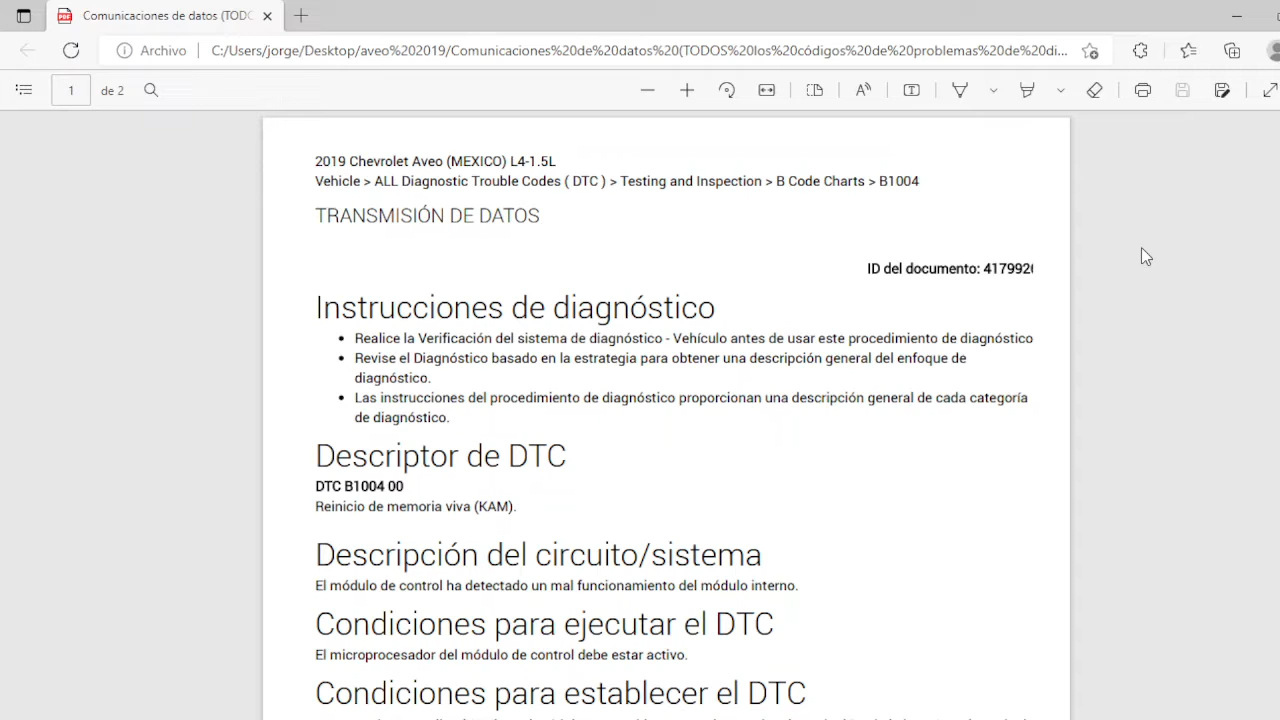 Comunicaciones de datos (TODO
Archivo
C:/Users/jorge/Desktop/aveo%202019/Comunicaciones%20de%20datos%20(TODOS%20los%20códigos%20de%20problemas%20de%20di...
1
de 2
2019 Chevrolet Aveo (MEXICO) L4-1.5L
Vehicle > ALL Diagnostic Trouble Codes ( DTC ) > Testing and Inspection > B Code Charts > B1004
TRANSMISIÓN DE DATOS
ID del documento: 4179926
Instrucciones de diagnóstico
• Realice la Verificación del sistema de diagnóstico - Vehículo antes de usar este procedimiento de diagnóstico
• Revise el Diagnóstico basado en la estrategia para obtener una descripción general del enfoque de
diagnóstico.
• Las instrucciones del procedimiento de diagnóstico proporcionan una descripción general de cada categoría
de diagnóstico.
Descriptor de DTC
DTC B1004 00
Reinicio de memoria viva (KAM).
Descripción del circuito/sistema
El módulo de control ha detectado un mal funcionamiento del módulo interno.
Condiciones para ejecutar el DTC
El microprocesador del módulo de control debe estar activo.
Condiciones para establecer el DTC